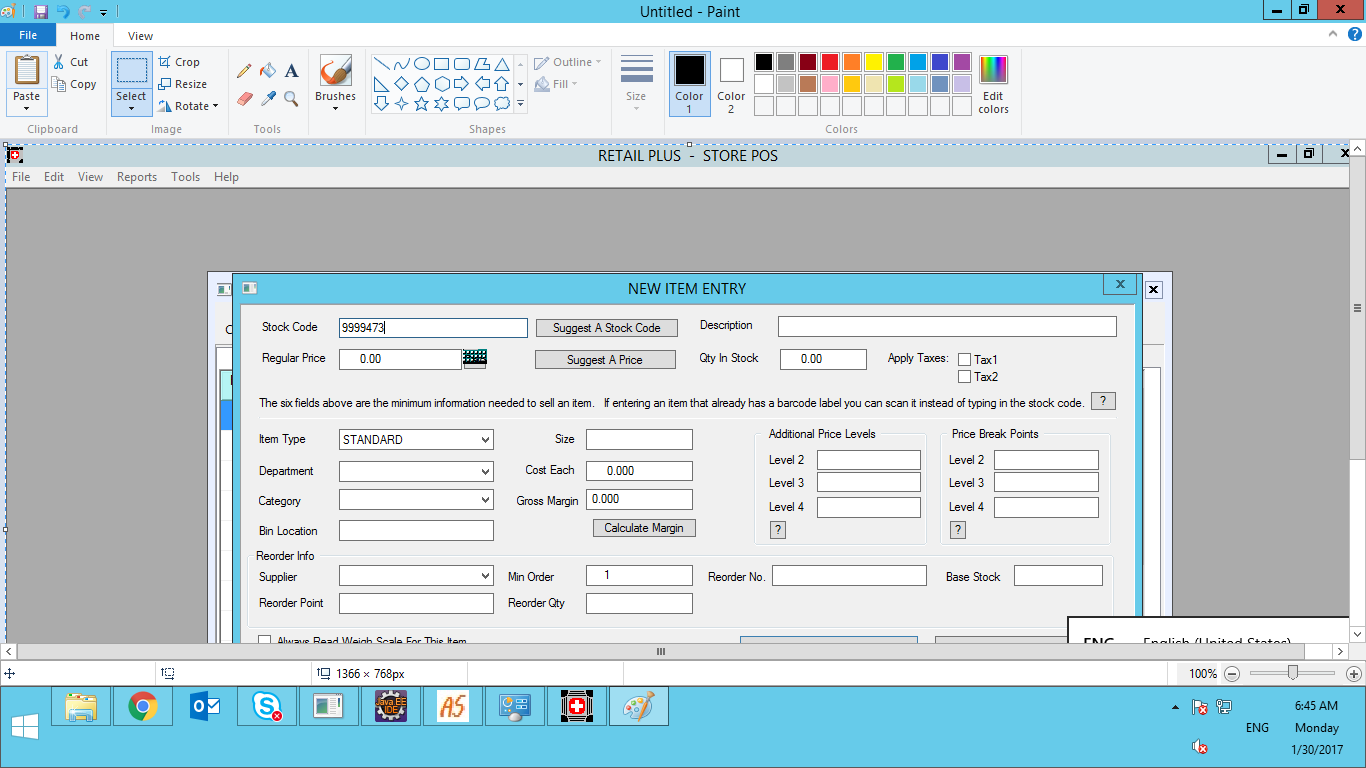 Untitled - Paint
File Home View
Paste
Cut
Copy
Clipboard
Select
Crop
Resize
Rotate
Image
A
Tools
Brushes
Outline
Fill
Shapes
Size
Color 1
Color 2
Edit colors
Colors
RETAIL PLUS - STORE POS
File Edit View Reports Tools Help
NEW ITEM ENTRY
Stock Code 9999473 Suggest A Stock Code Description
Regular Price 0.00 Suggest A Price Qty In Stock 0.00 Apply Taxes: Tax1
Tax2
The six fields above are the minimum information needed to sell an item. If entering an item that already has a barcode label you can scan it instead of typing in the stock code. ?
Item Type STANDARD Size Additional Price Levels Price Break Points
Level 2 Level 2
Department Cost Each 0.000 Level 3 Level 3
Category Gross Margin 0.000 Level 4 Level 4
Bin Location Calculate Margin ? ?
Reorder Info
Supplier Min Order 1 Reorder No. Base Stock
Reorder Point Reorder Qty
Always Read Weigh Scale For This Item
ENG English (United States)
1366 × 768px 100%
Java EE IDE
AS
6:45 AM
ENG Monday
1/30/2017